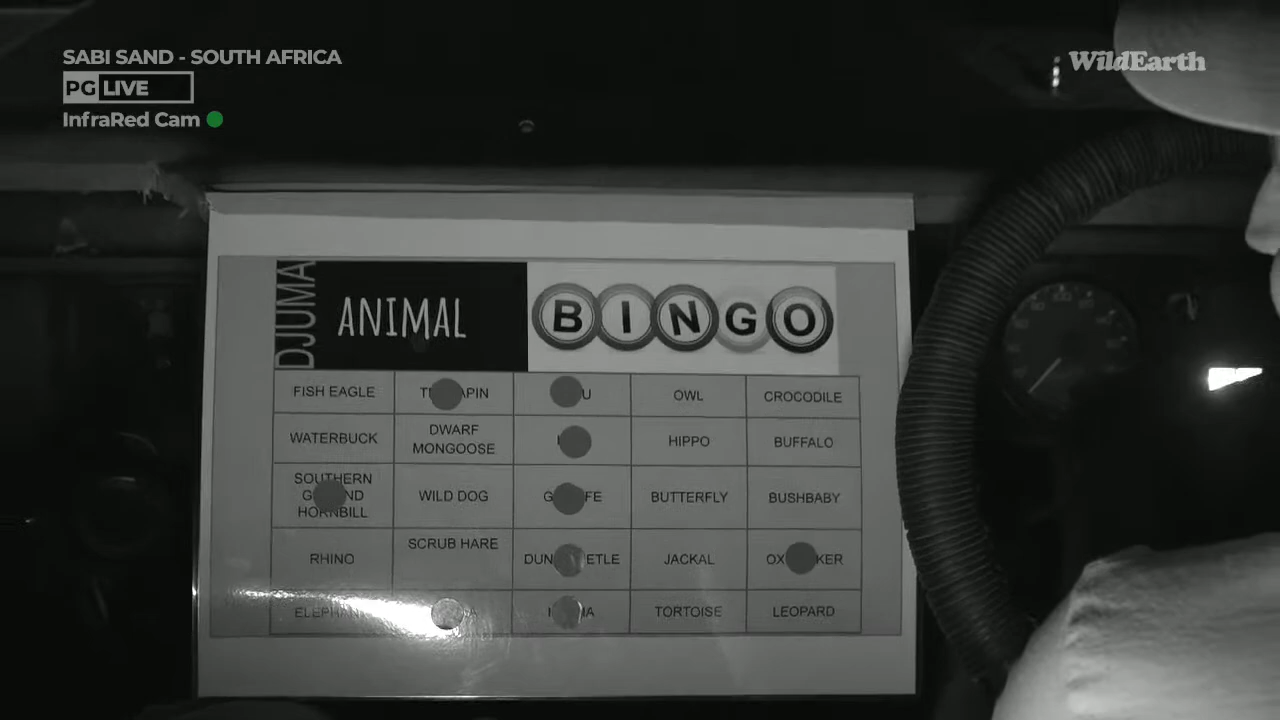 SABI SAND - SOUTH AFRICA
WildEarth
PG LIVE
InfraRed Cam
DJUMA
ANIMAL
BINGO
FISH EAGLE
OWL
CROCODILE
WATERBUCK
DWARF
MONGOOSE
HIPPO
BUFFALO
SOUTHERN
HORNBILL
WILD DOG
BUTTERFLY
BUSHBABY
RHINO
SCRUB HARE
JACKAL
TORTOISE
LEOPARD